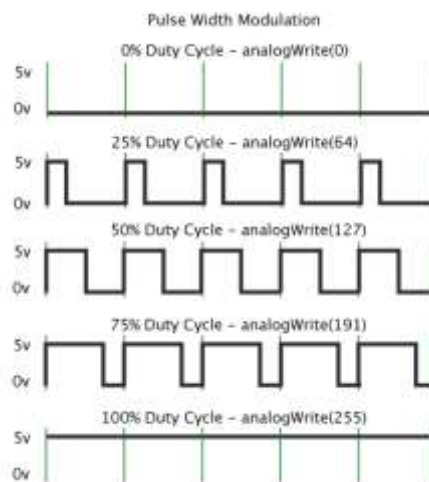 Pulse Width Modulation
0% Duty Cycle – analogWrite(0)
5v
0v
25% Duty Cycle – analogWrite(64)
5v
0v
50% Duty Cycle – analogWrite(127)
5v
0v
75% Duty Cycle – analogWrite(191)
5v
0v
100% Duty Cycle – analogWrite(255)
5v
0v